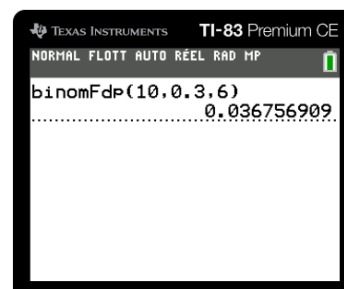 TEXAS INSTRUMENTS TI-83 Premium CE
NORMAL FLOTT AUTO RÉEL RAD MP
binomFdp(10,0.3,6)
0.036756909